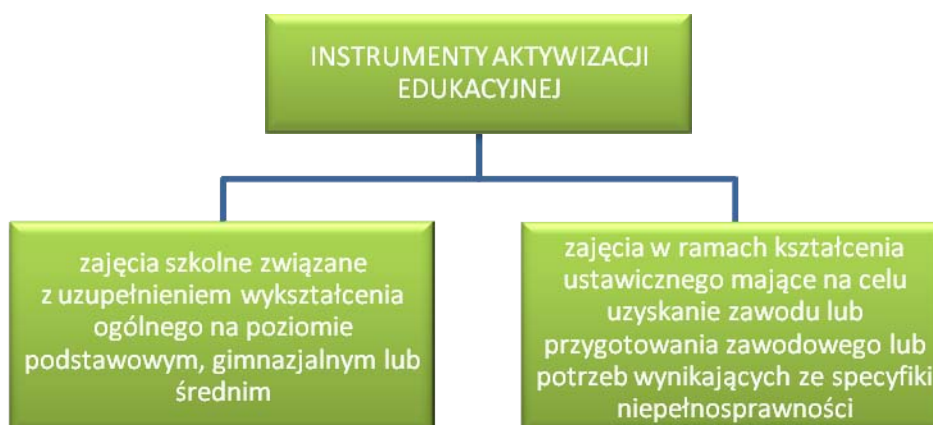 INSTRUMENTY AKTYWIZACJI
EDUKACYJNEJ
zajęcia szkolne związane
z uzupełnieniem wykształcenia
ogólnego na poziomie
podstawowym, gimnazjalnym lub
średnim
zajęcia w ramach kształcenia
ustawicznego mające na celu
uzyskanie zawodu lub
przygotowania zawodowego lub
potrzeb wynikających ze specyfiki
niepełnosprawności